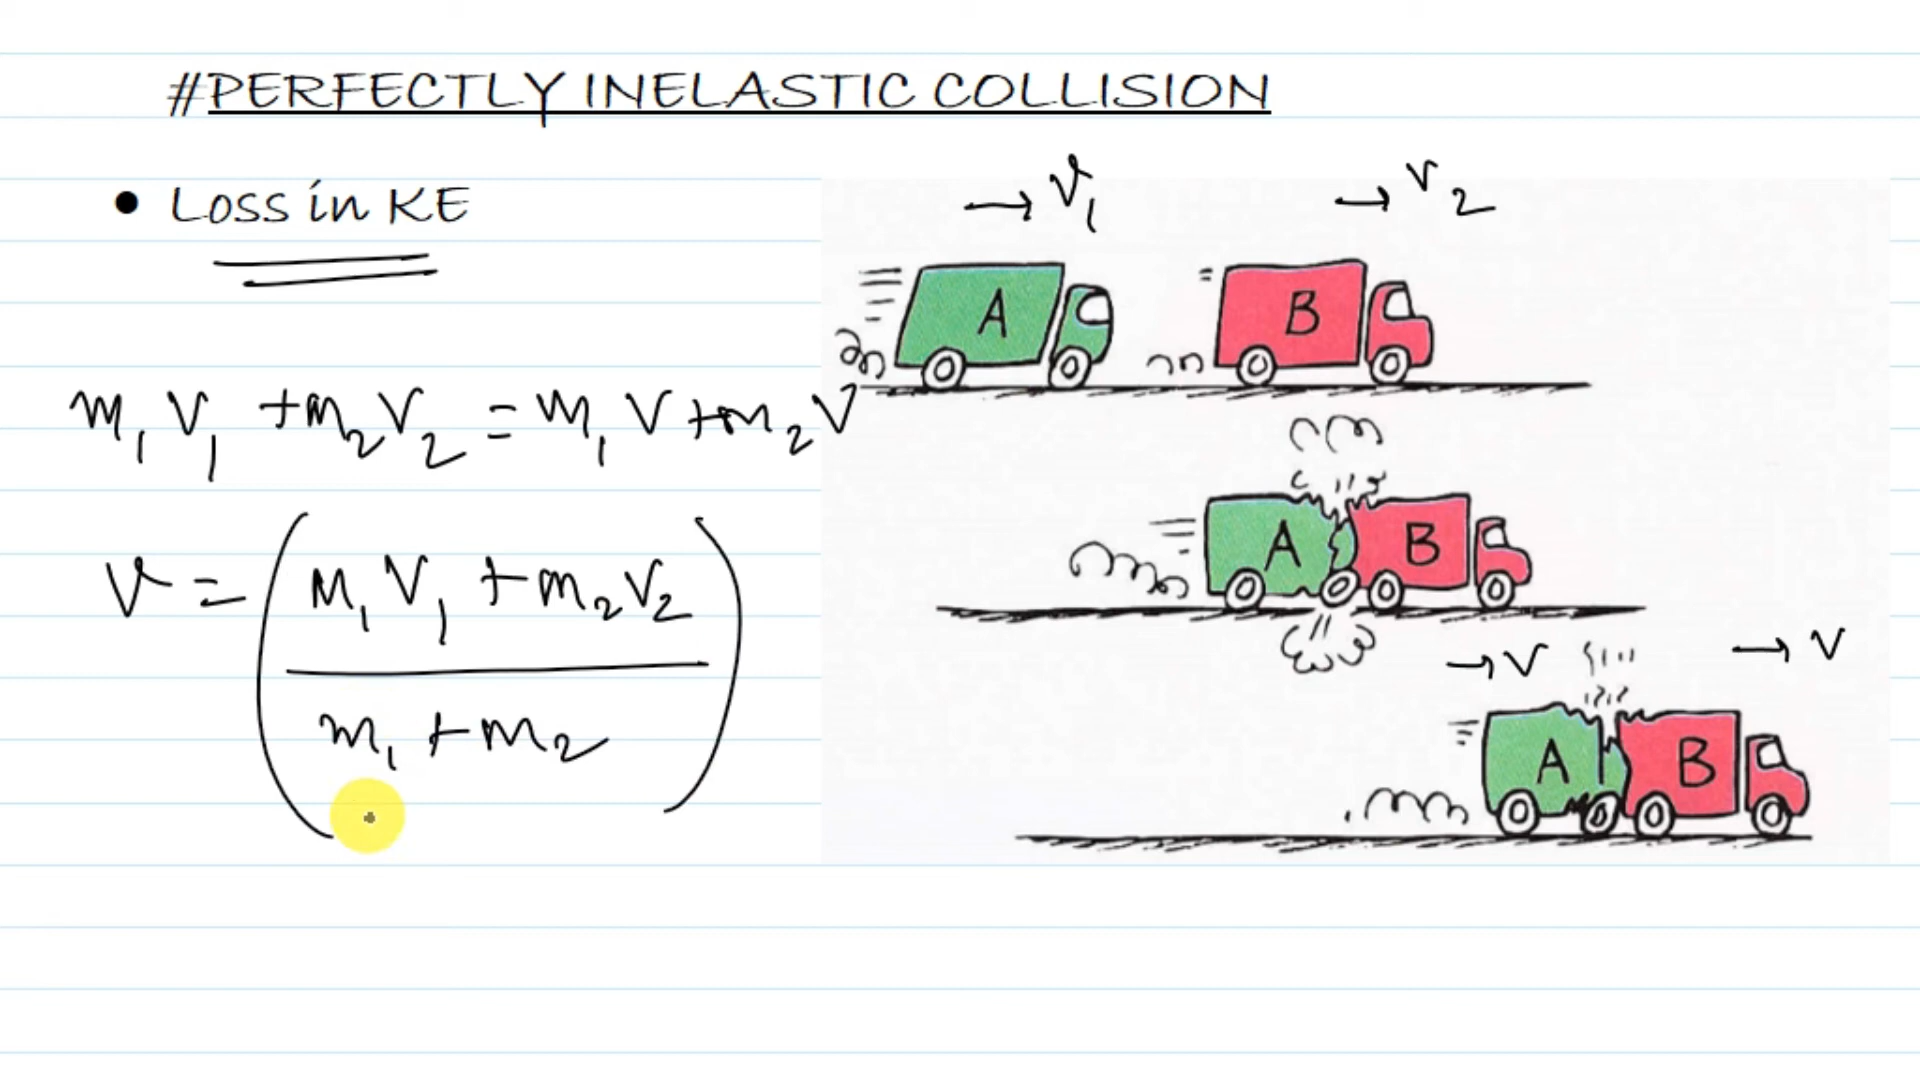 #PERFECTLY INELASTIC COLLISION
• Loss in KE
→ V₁
→ V₂
A
B
m₁V₁ + m₂V₂ = m₁V + m₂V
A
B
V = (M₁V₁ + m₂V₂
m₁ + m₂)
→ V
→ V
A
B